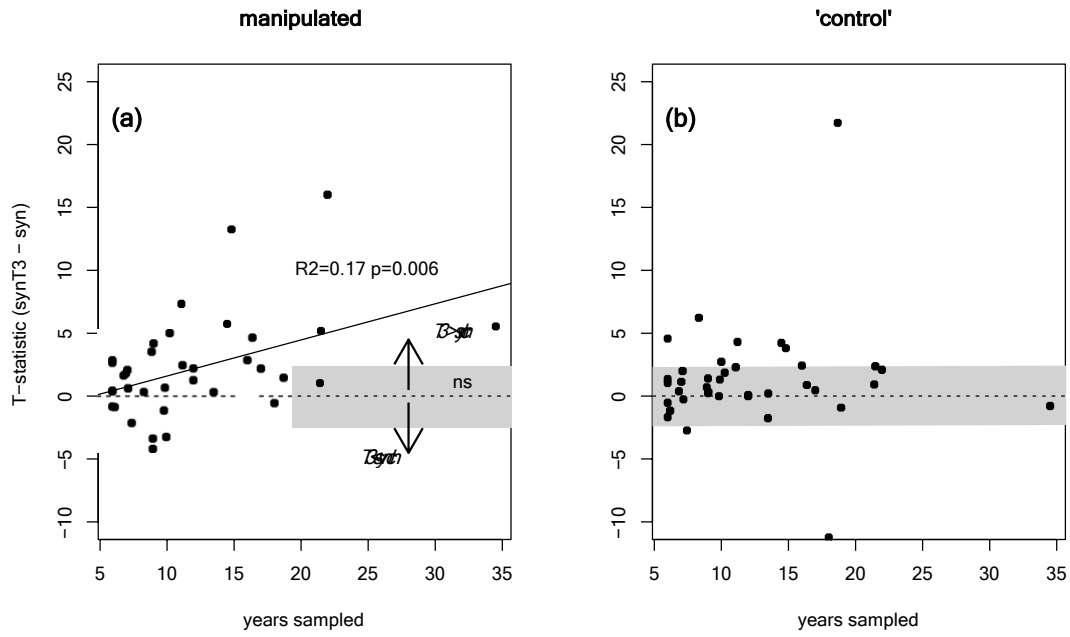 manipulated
'control'
(a)
(b)
T−statistic (synT3 − syn)
25
20
15
10
5
0
−5
−10
25
20
15
10
5
0
−5
−10
R2=0.17 p=0.006
ns
5 10 15 20 25 30 35
5 10 15 20 25 30 35
years sampled
years sampled